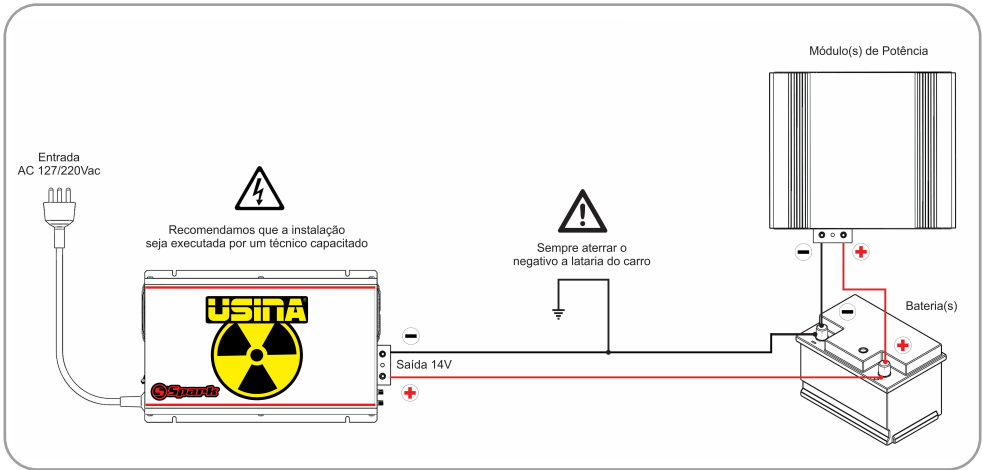 Módulo(s) de Potência
Entrada
AC 127/220Vac
Recomendamos que a instalação
seja executada por um técnico capacitado
Sempre aterrar o
negativo a lataria do carro
Bateria(s)
USINA
Spark
Saída 14V